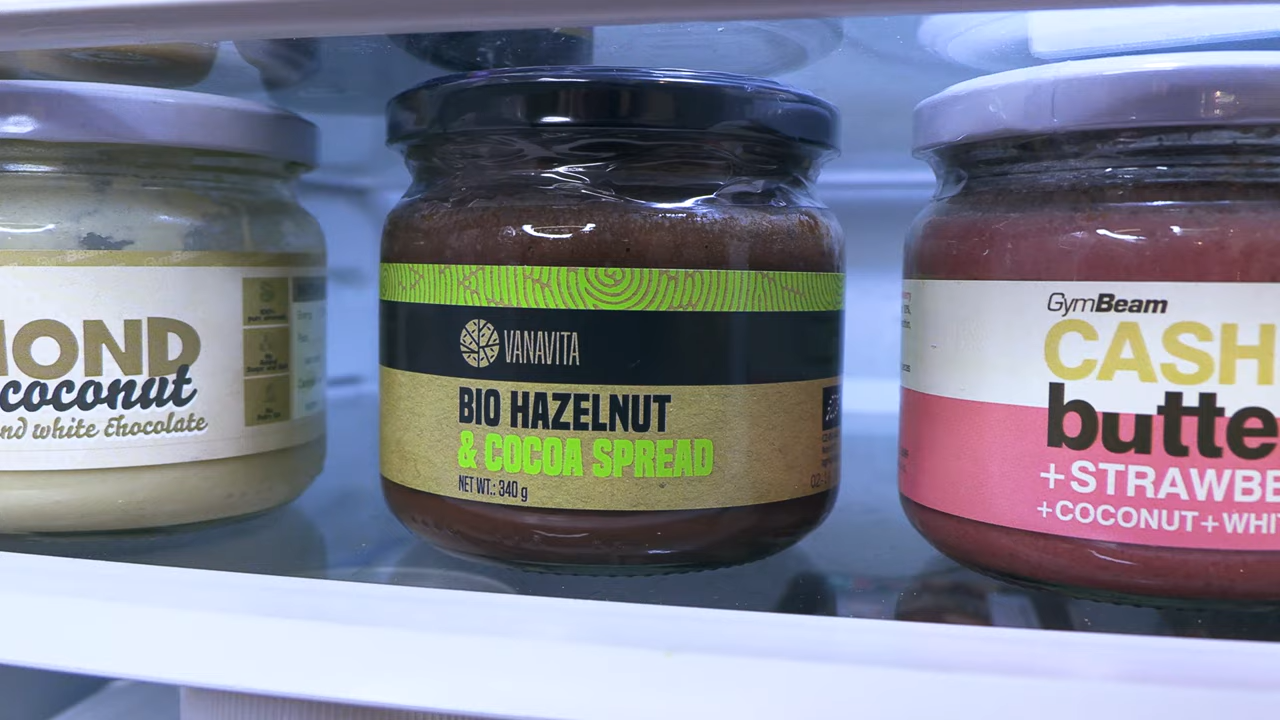 GymBeam
MOND
coconut
nd white chocolate
VANAVITA
BIO HAZELNUT
& COCOA SPREAD
NET WT.: 340 g
GymBeam
CASH
butte
+STRAWBE
+COCONUT+WHIT